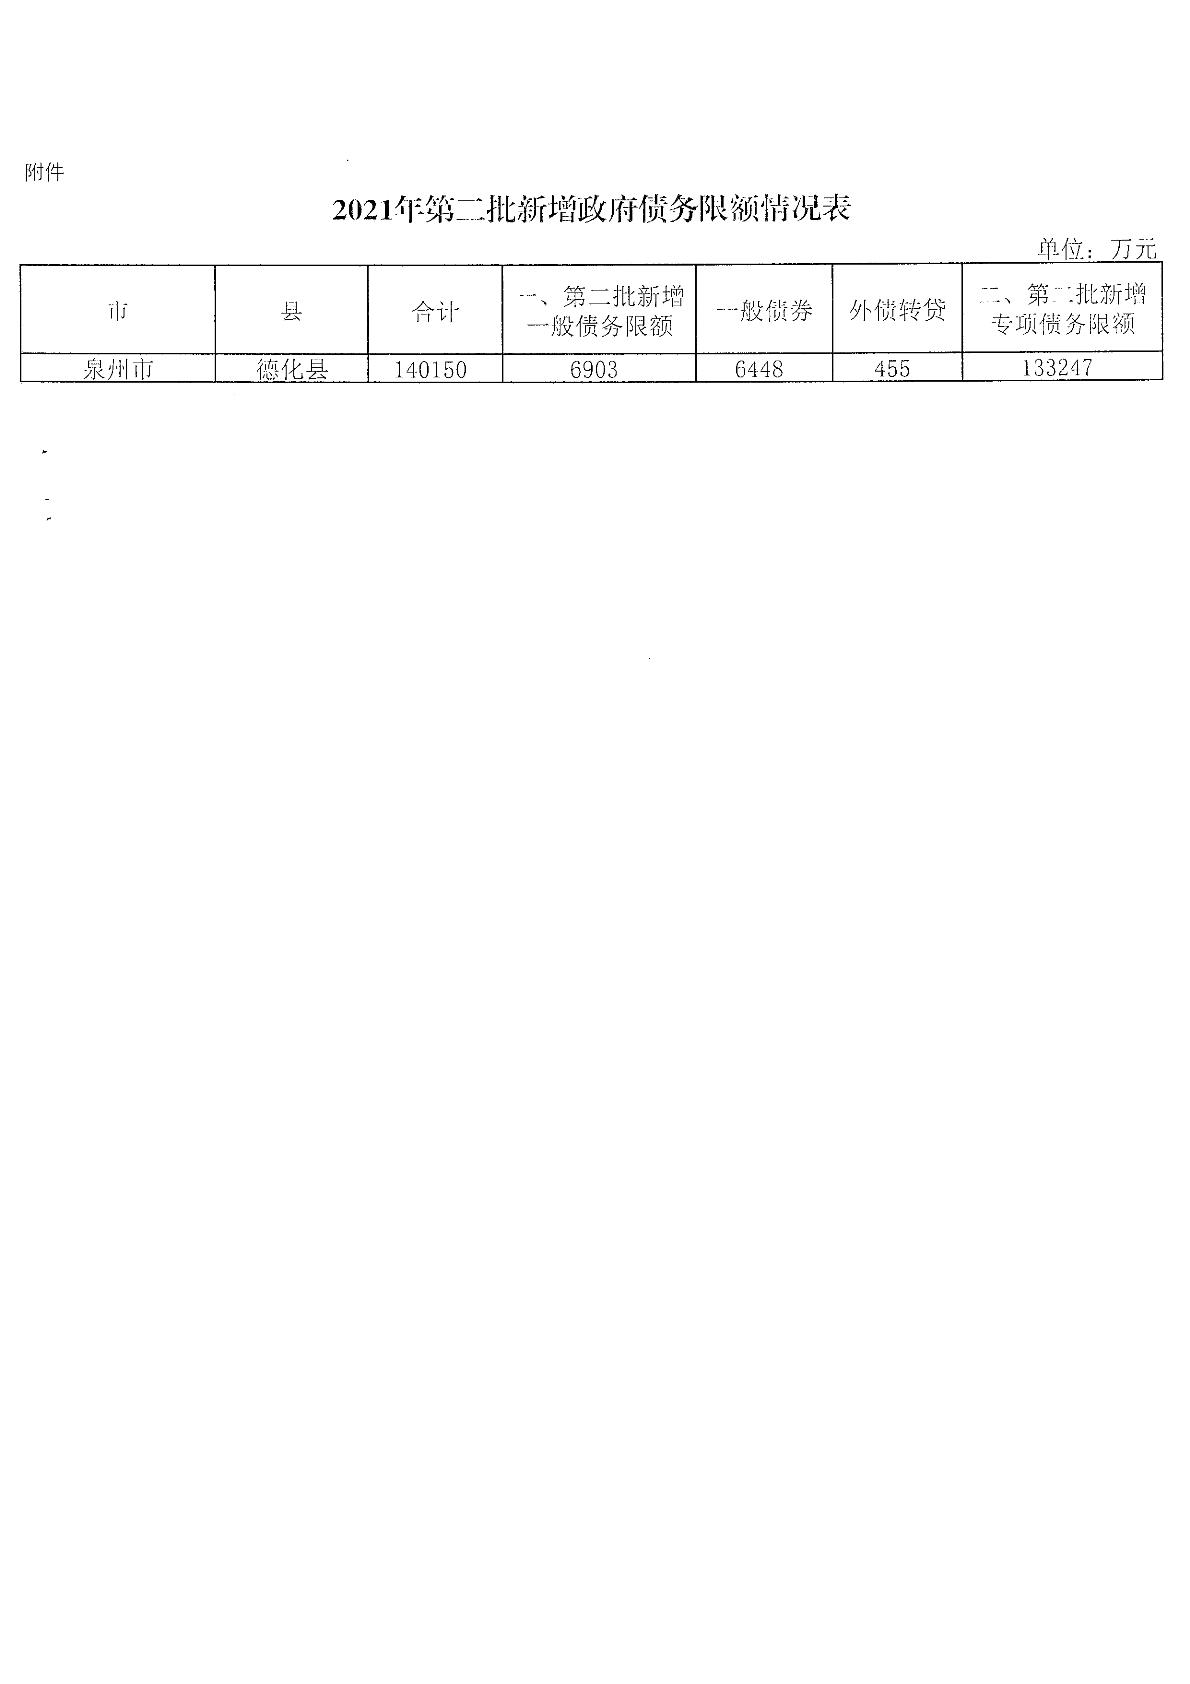 附件
2021年第二批新增政府债务限额情况表
单位：万元
市 县 合计 一、第二批新增一般债务限额 一般债券 外债转贷 二、第二批新增专项债务限额
泉州市 德化县 140150 6903 6448 455 133247